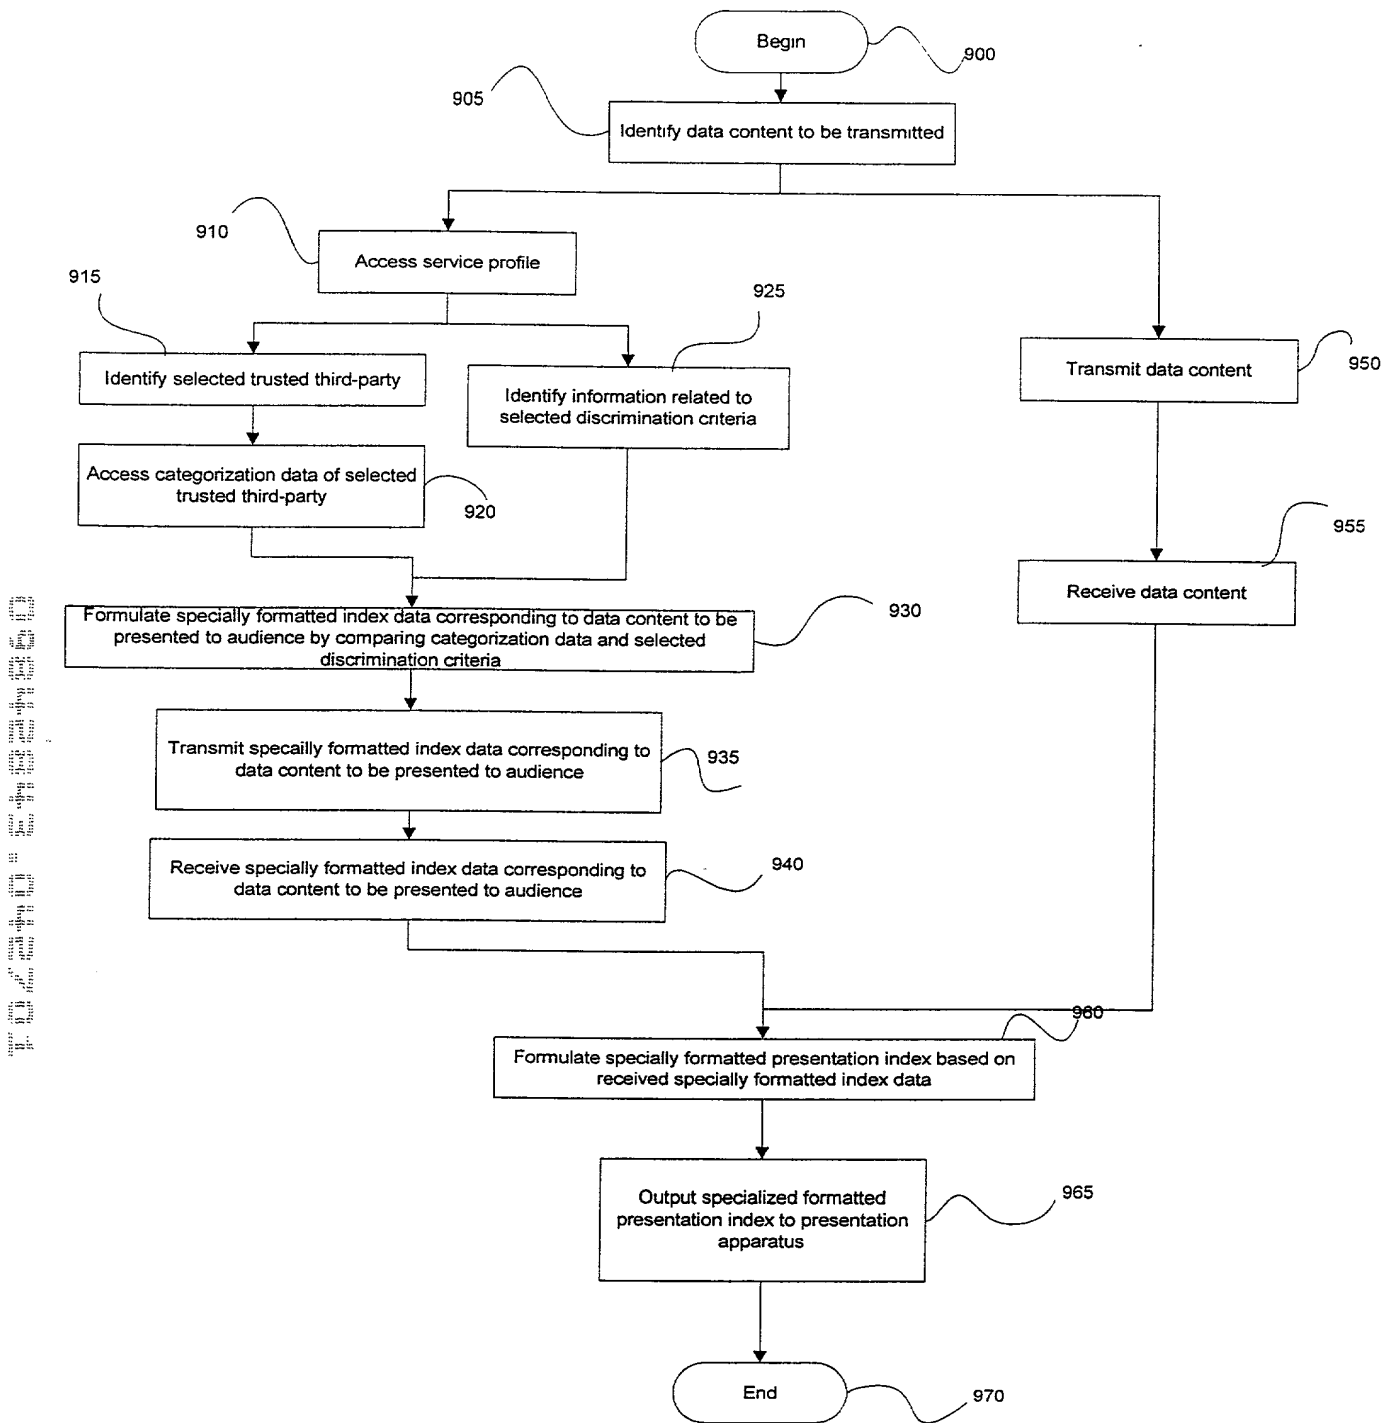 Begin
900
905
Identify data content to be transmitted
910
Access service profile
915
925
Identify selected trusted third-party
Identify information related to
selected discrimination criteria
Transmit data content
950
Access categorization data of selected
trusted third-party
920
955
Receive data content
Formulate specially formatted index data corresponding to data content to be
presented to audience by comparing categorization data and selected
discrimination criteria
930
Transmit specailly formatted index data corresponding to
data content to be presented to audience
935
Receive specially formatted index data corresponding to
data content to be presented to audience
940
960
Formulate specially formatted presentation index based on
received specially formatted index data
Output specialized formatted
presentation index to presentation
apparatus
965
End
970